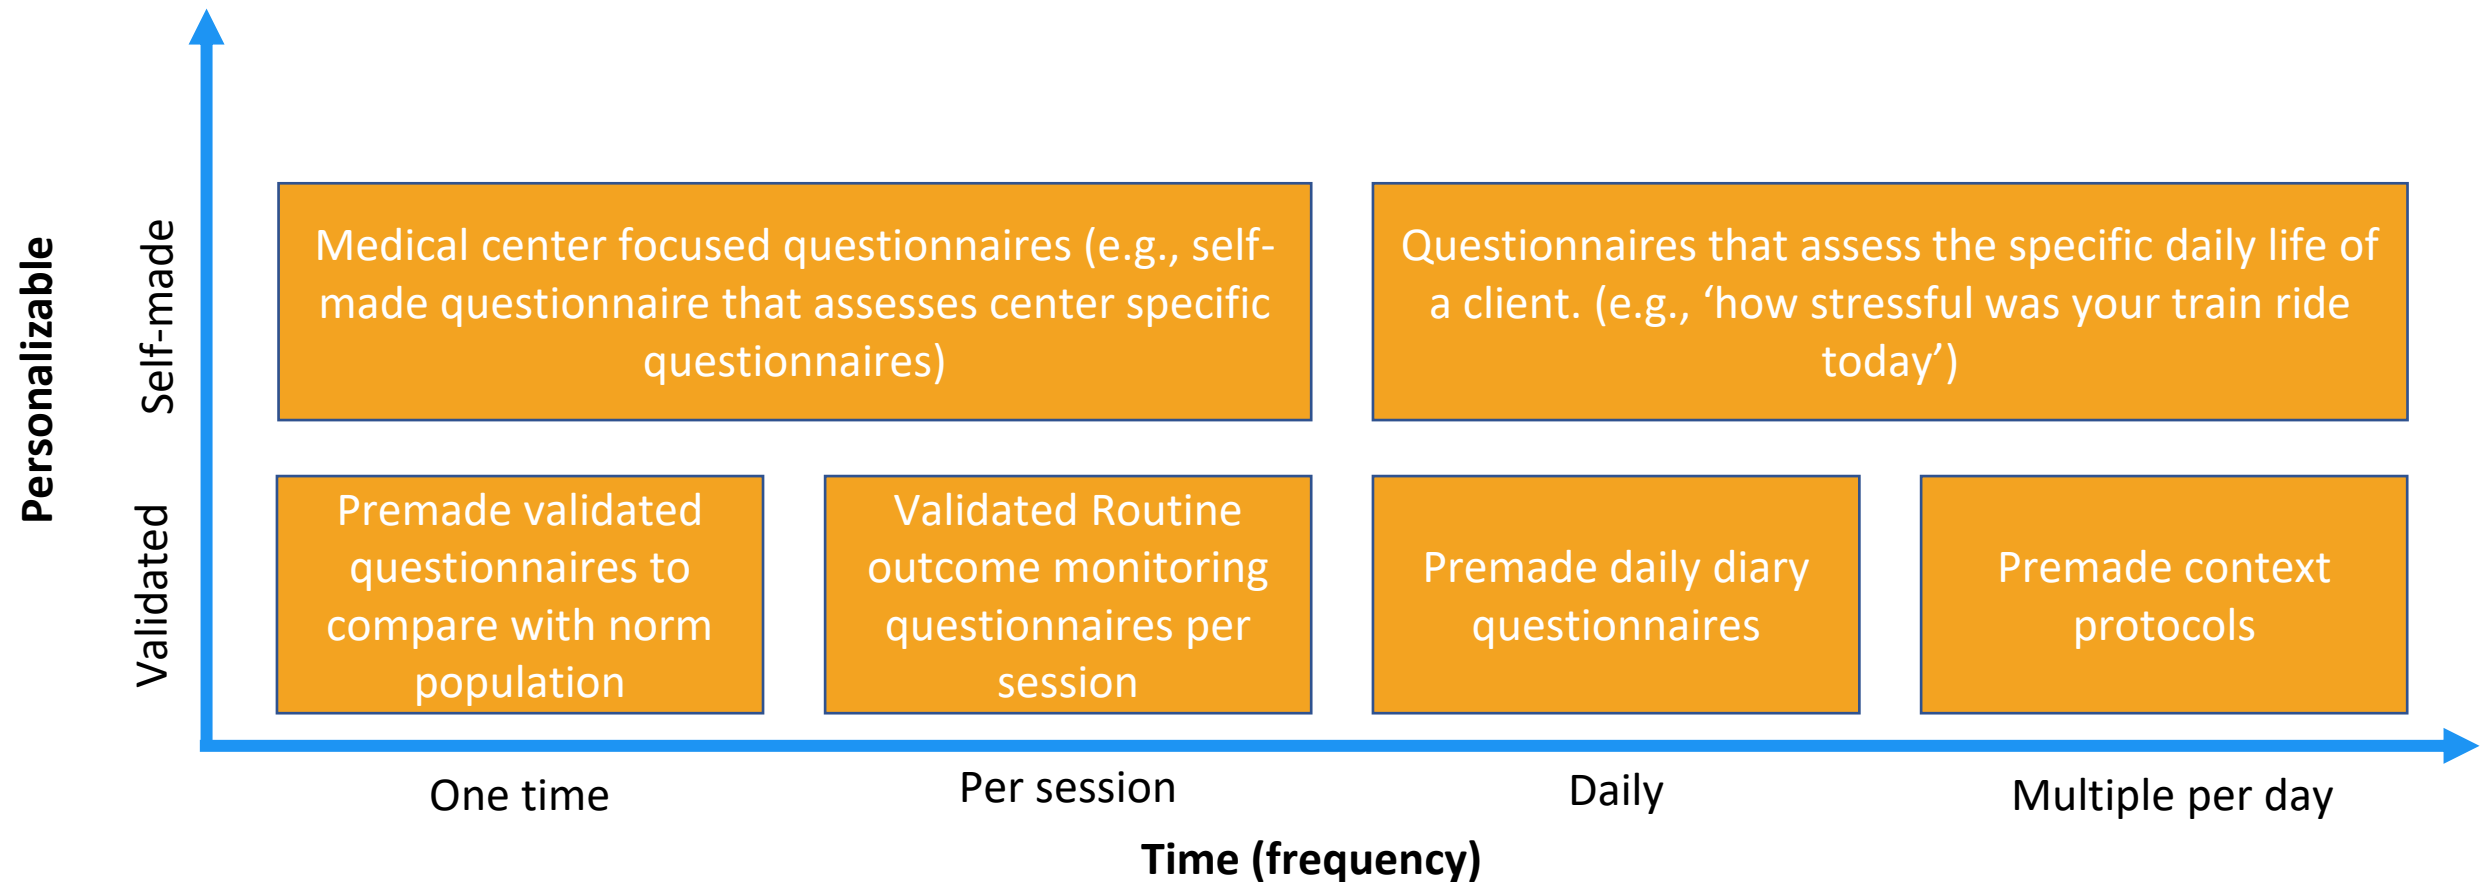 Personalizable
Self-made
Validated
Medical center focused questionnaires (e.g., self-
made questionnaire that assesses center specific
questionnaires)
Questionnaires that assess the specific daily life of
a client. (e.g., ‘how stressful was your train ride
today’)
Premade validated
questionnaires to
compare with norm
population
Validated Routine
outcome monitoring
questionnaires per
session
Premade daily diary
questionnaires
Premade context
protocols
One time
Per session
Daily
Multiple per day
Time (frequency)